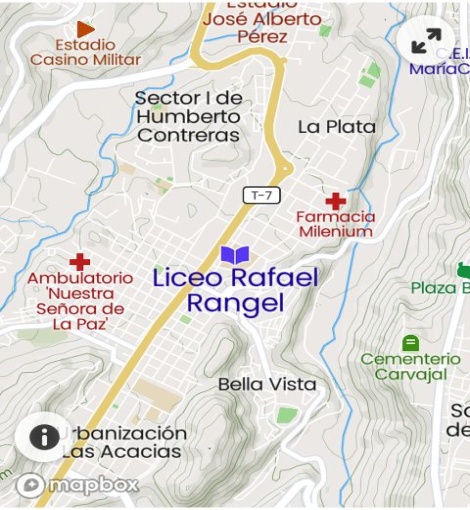 Estadio
José Alberto
Pérez
Estadio
Casino Militar
MaríaC
Sector I de
Humberto
Contreras
La Plata
T-7
Farmacia
Milenium
Ambulatorio
'Nuestra
Señora de
La Paz'
Liceo Rafael
Rangel
Plaza B
Cementerio
Carvajal
Bella Vista
Urbanización
Las Acacias
i
mapbox